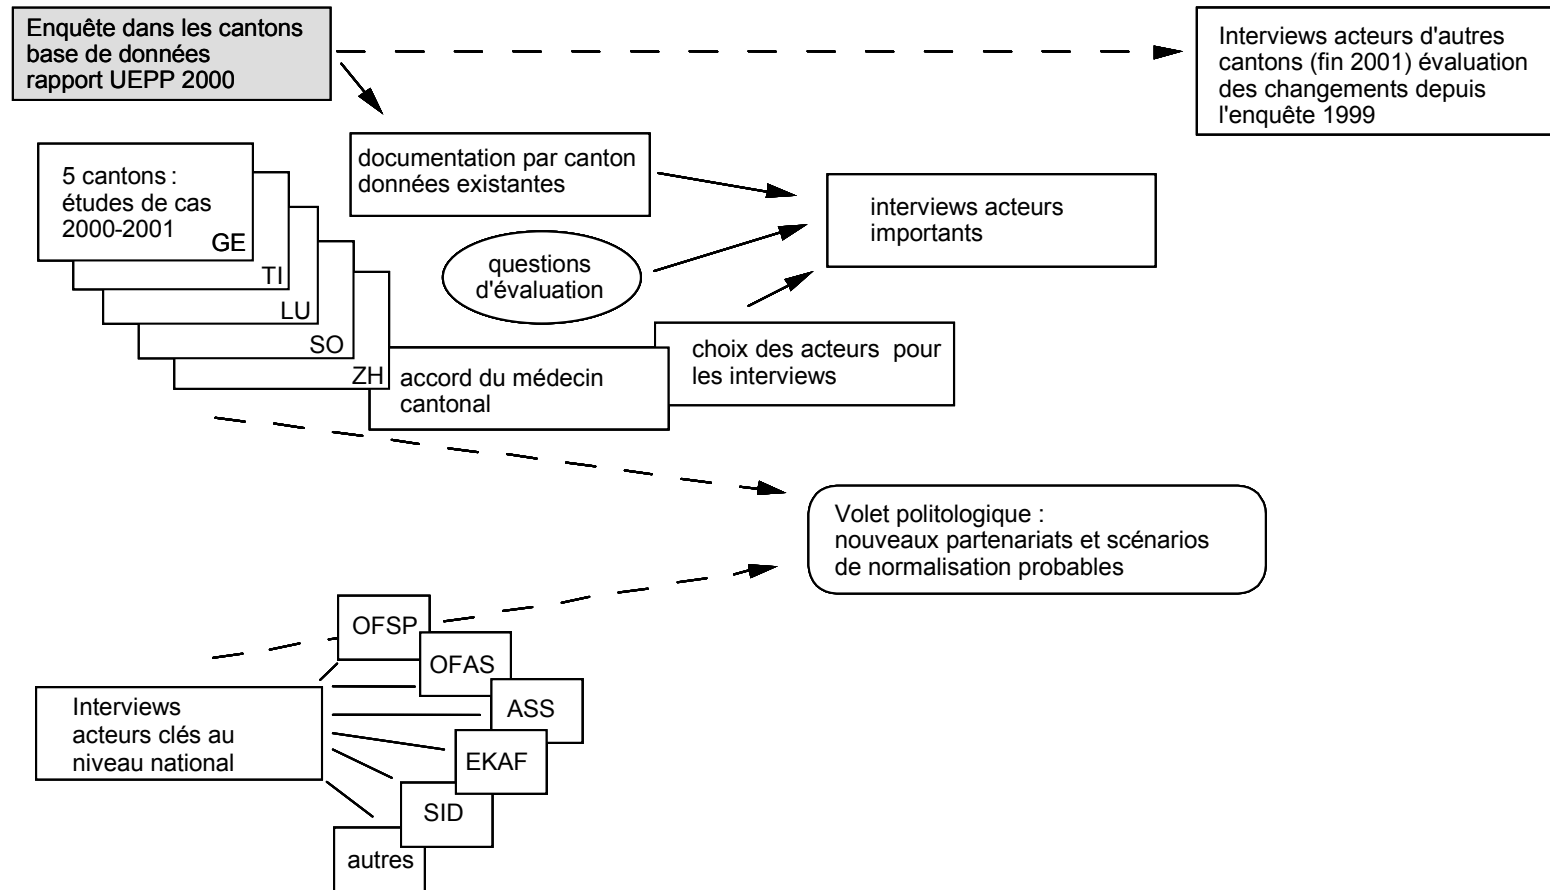 Enquête dans les cantons
base de données
rapport UEPP 2000
Interviews acteurs d'autres
cantons (fin 2001) évaluation
des changements depuis
l'enquête 1999
5 cantons :
études de cas
2000-2001
GE
TI
LU
SO
ZH
documentation par canton
données existantes
questions
d'évaluation
interviews acteurs
importants
choix des acteurs pour
les interviews
accord du médecin
cantonal
Volet politologique :
nouveaux partenariats et scénarios
de normalisation probables
Interviews
acteurs clés au
niveau national
OFSP
OFAS
ASS
EKAF
SID
autres